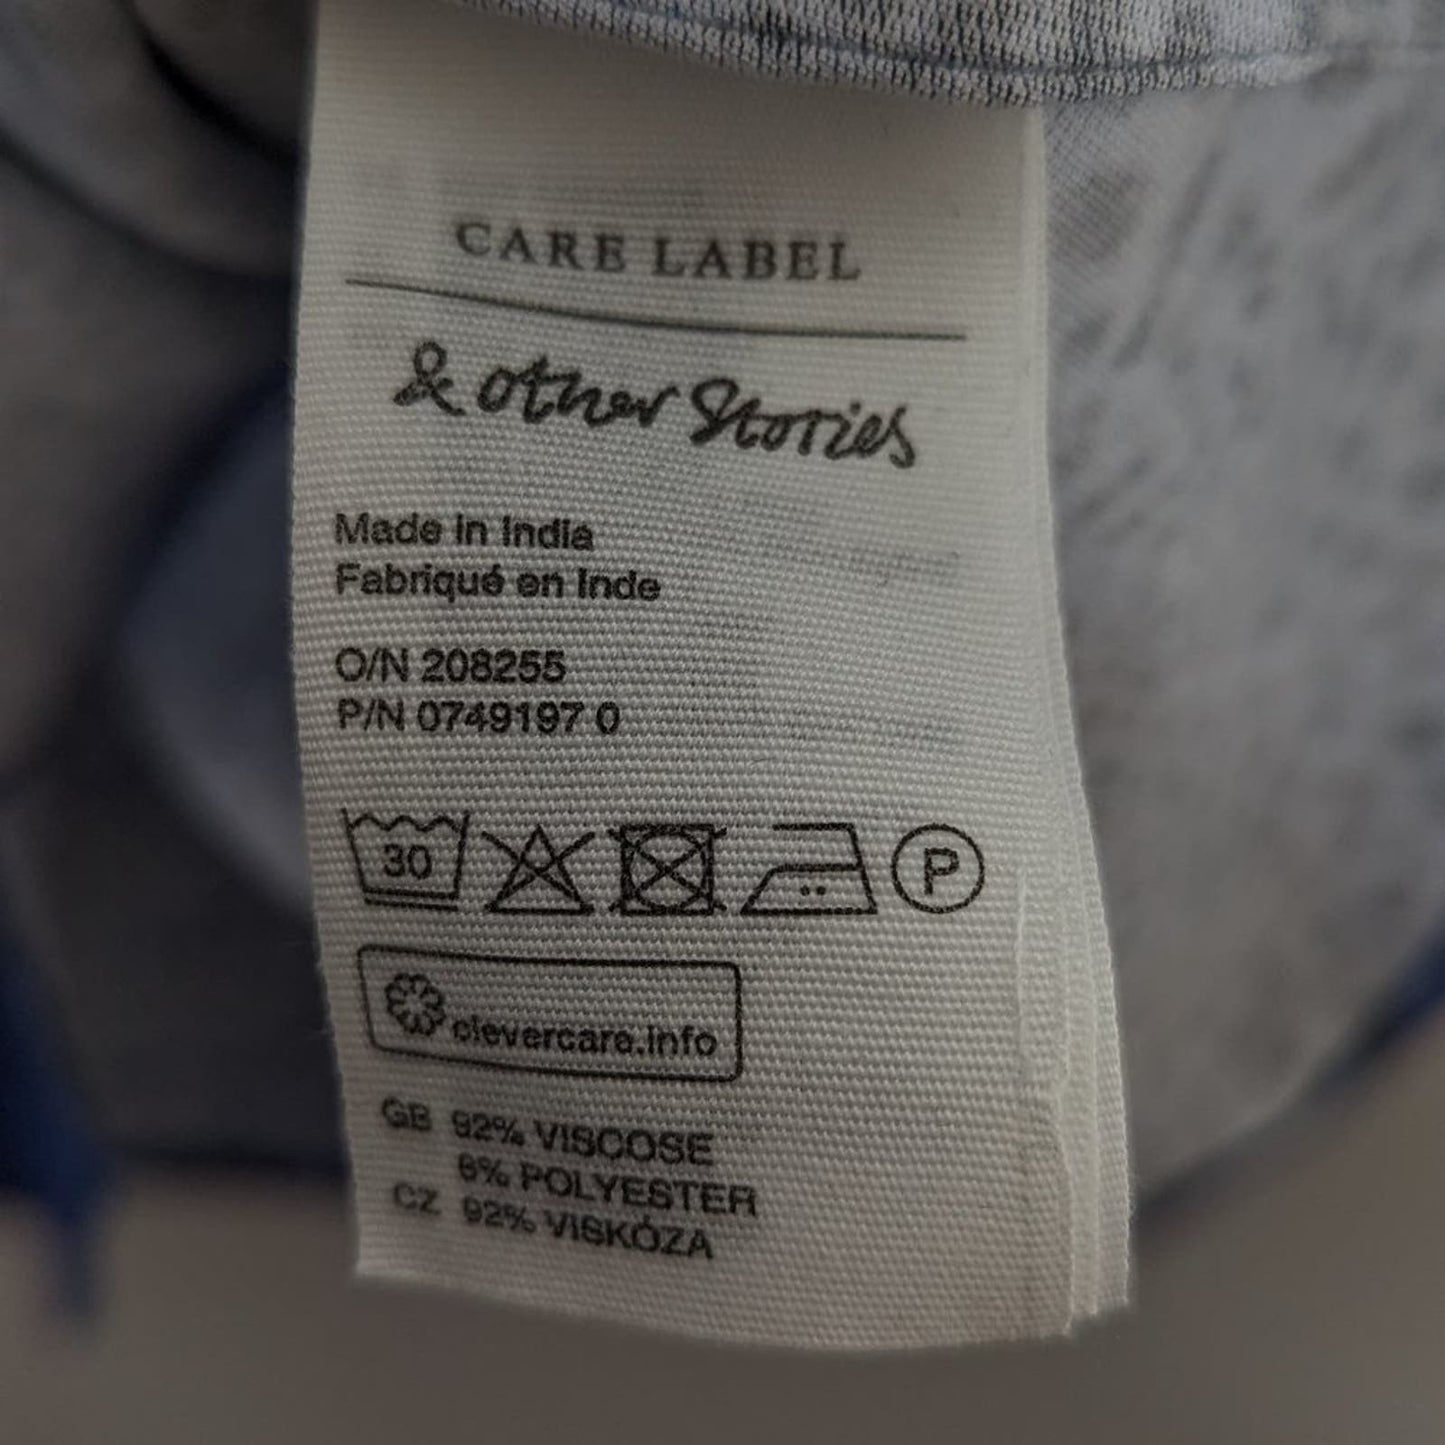 CARE LABEL
& other Stories
Made in India
Fabriqué en Inde
O/N 208255
P/N 0749197 0
30
P
clevercare.info
GB 92% VISCOSE
8% POLYESTER
CZ 92% VISKÓZA